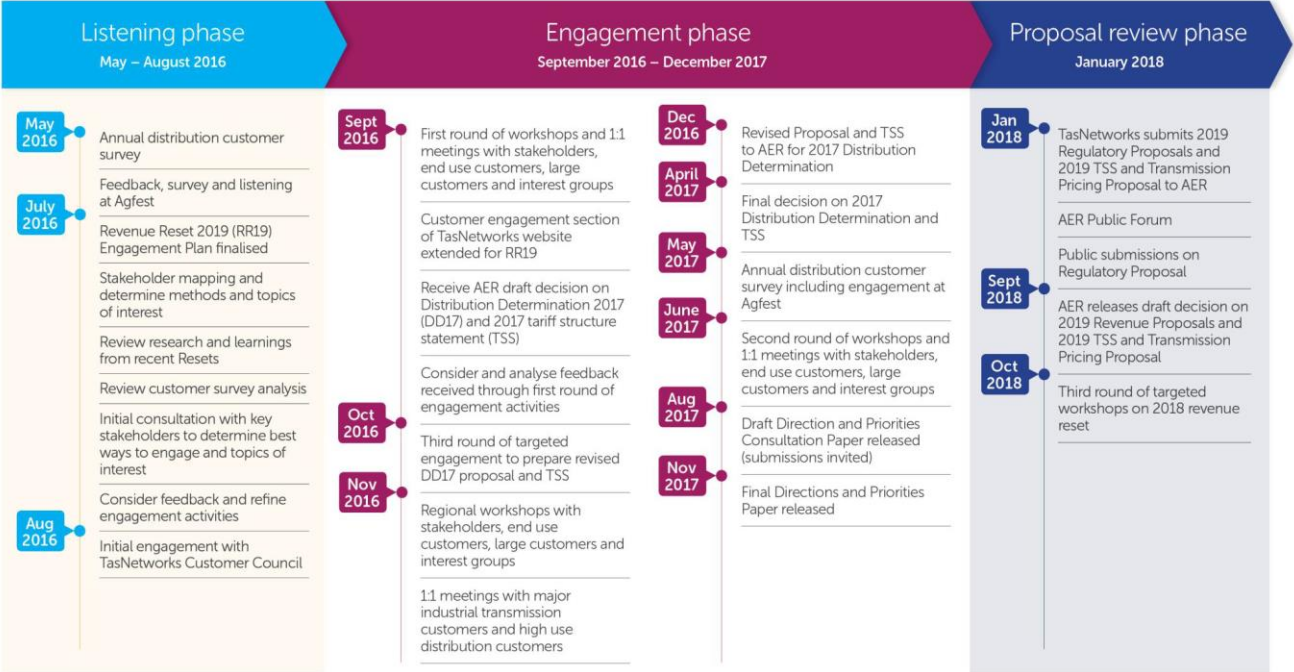 Listening phase
May – August 2016
Engagement phase
September 2016 – December 2017
Proposal review phase
January 2018
May
2016
Annual distribution customer
survey
Feedback, survey and listening
at Agfest
July
2016
Revenue Reset 2019 (RR19)
Engagement Plan finalised
Stakeholder mapping and
determine methods and topics
of interest
Review research and learnings
from recent Resets
Review customer survey analysis
Initial consultation with key
stakeholders to determine best
ways to engage and topics of
interest
Consider feedback and refine
engagement activities
Aug
2016
Initial engagement with
TasNetworks Customer Council
Sept
2016
First round of workshops and 1:1
meetings with stakeholders,
end use customers, large
customers and interest groups
Customer engagement section
of TasNetworks website
extended for RR19
Receive AER draft decision on
Distribution Determination 2017
(DD17) and 2017 tariff structure
statement (TSS)
Consider and analyse feedback
received through first round of
engagement activities
Oct
2016
Third round of targeted
engagement to prepare revised
DD17 proposal and TSS
Nov
2016
Regional workshops with
stakeholders, end use
customers, large customers and
interest groups
1:1 meetings with major
industrial transmission
customers and high use
distribution customers
Dec
2016
Revised Proposal and TSS
to AER for 2017 Distribution
Determination
April
2017
Final decision on 2017
Distribution Determination and
TSS
May
2017
Annual distribution customer
survey including engagement at
Agfest
June
2017
Second round of workshops and
1:1 meetings with stakeholders,
end use customers, large
customers and interest groups
Aug
2017
Draft Direction and Priorities
Consultation Paper released
(submissions invited)
Nov
2017
Final Directions and Priorities
Paper released
Jan
2018
TasNetworks submits 2019
Regulatory Proposals and
2019 TSS and Transmission
Pricing Proposal to AER
AER Public Forum
Public submissions on
Regulatory Proposal
Sept
2018
AER releases draft decision on
2019 Revenue Proposals and
2019 TSS and Transmission
Pricing Proposal
Oct
2018
Third round of targeted
workshops on 2018 revenue
reset